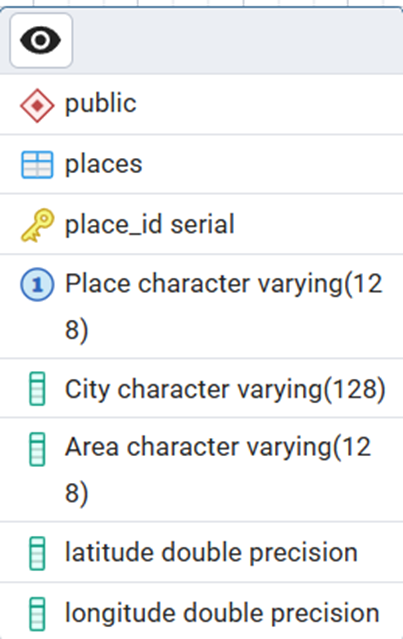 public
places
place_id serial
1 Place character varying(12
8)
City character varying(128)
Area character varying(12
8)
latitude double precision
longitude double precision